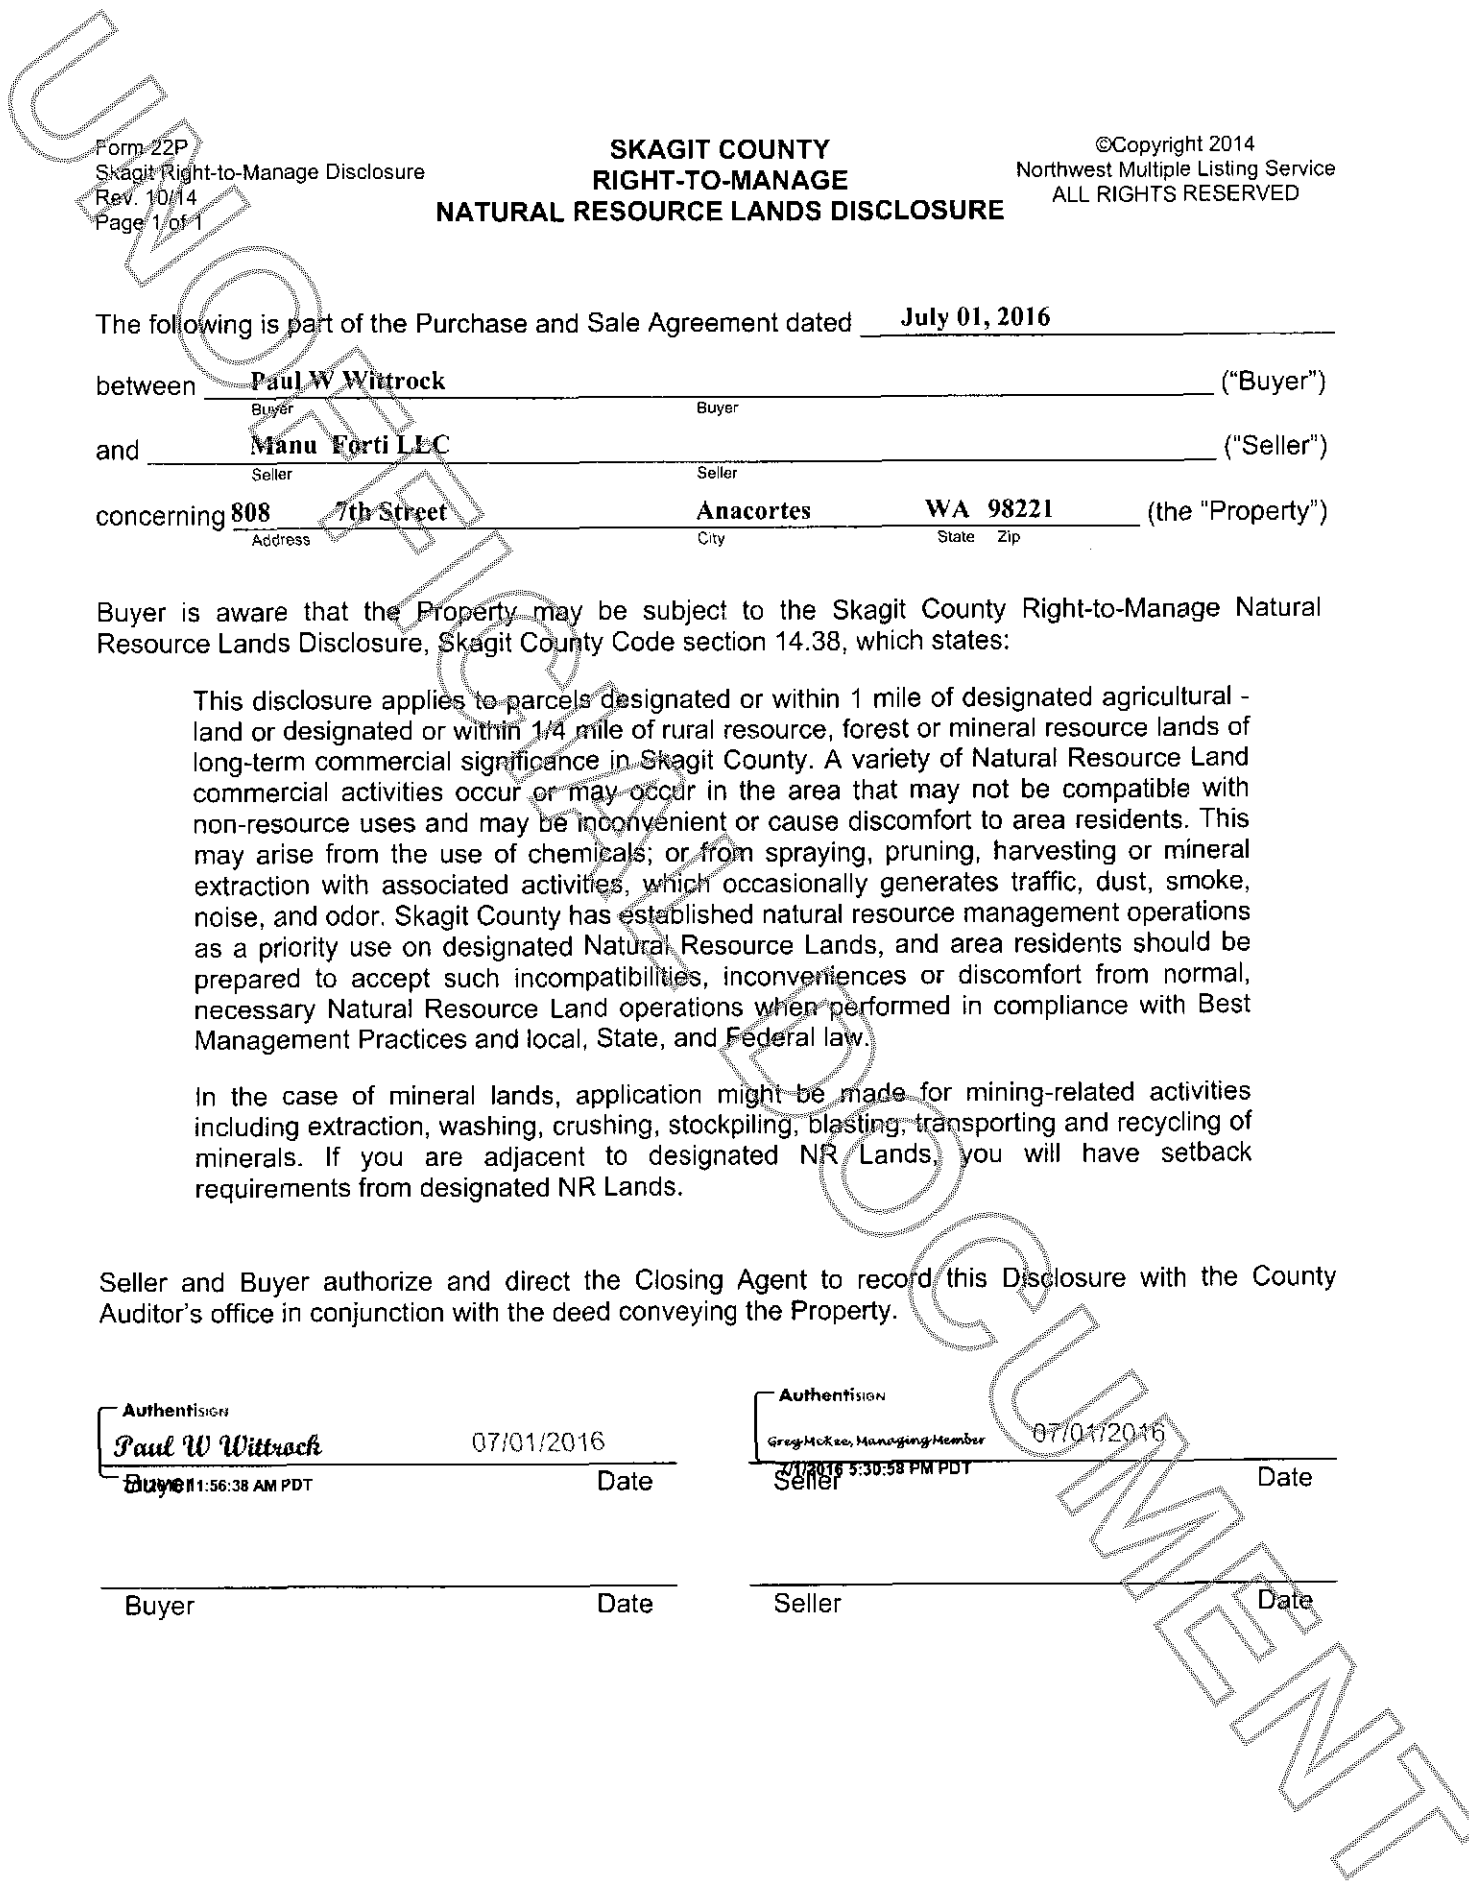 Form 22P
Skagit Right-to-Manage Disclosure
Rev. 10/14
Page 1 of 1
SKAGIT COUNTY
RIGHT-TO-MANAGE
NATURAL RESOURCE LANDS DISCLOSURE
©Copyright 2014
Northwest Multiple Listing Service
ALL RIGHTS RESERVED
The following is part of the Purchase and Sale Agreement dated July 01, 2016
between Paul W Wittrock ("Buyer")
Buyer Buyer
and Manu Forti LLC ("Seller")
Seller Seller
concerning 808 7th Street Anacortes WA 98221 (the "Property")
Address City State Zip
Buyer is aware that the Property may be subject to the Skagit County Right-to-Manage Natural
Resource Lands Disclosure, Skagit County Code section 14.38, which states:
This disclosure applies to parcels designated or within 1 mile of designated agricultural -
land or designated or within 1/4 mile of rural resource, forest or mineral resource lands of
long-term commercial significance in Skagit County. A variety of Natural Resource Land
commercial activities occur or may occur in the area that may not be compatible with
non-resource uses and may be inconvenient or cause discomfort to area residents. This
may arise from the use of chemicals; or from spraying, pruning, harvesting or mineral
extraction with associated activities, which occasionally generates traffic, dust, smoke,
noise, and odor. Skagit County has established natural resource management operations
as a priority use on designated Natural Resource Lands, and area residents should be
prepared to accept such incompatibilities, inconveniences or discomfort from normal,
necessary Natural Resource Land operations when performed in compliance with Best
Management Practices and local, State, and Federal law.
In the case of mineral lands, application might be made for mining-related activities
including extraction, washing, crushing, stockpiling, blasting, transporting and recycling of
minerals. If you are adjacent to designated NR Lands, you will have setback
requirements from designated NR Lands.
Seller and Buyer authorize and direct the Closing Agent to record this Disclosure with the County
Auditor's office in conjunction with the deed conveying the Property.
AuthentiSIGN
Paul W Wittrock 07/01/2016
Buyer Date
1:56:38 AM PDT
AuthentiSIGN
Greg McKee, Managing Member 07/01/2016
Seller Date
7/1/2016 5:30:58 PM PDT
Buyer Date Seller Date
UNOFFICIAL DOCUMENT